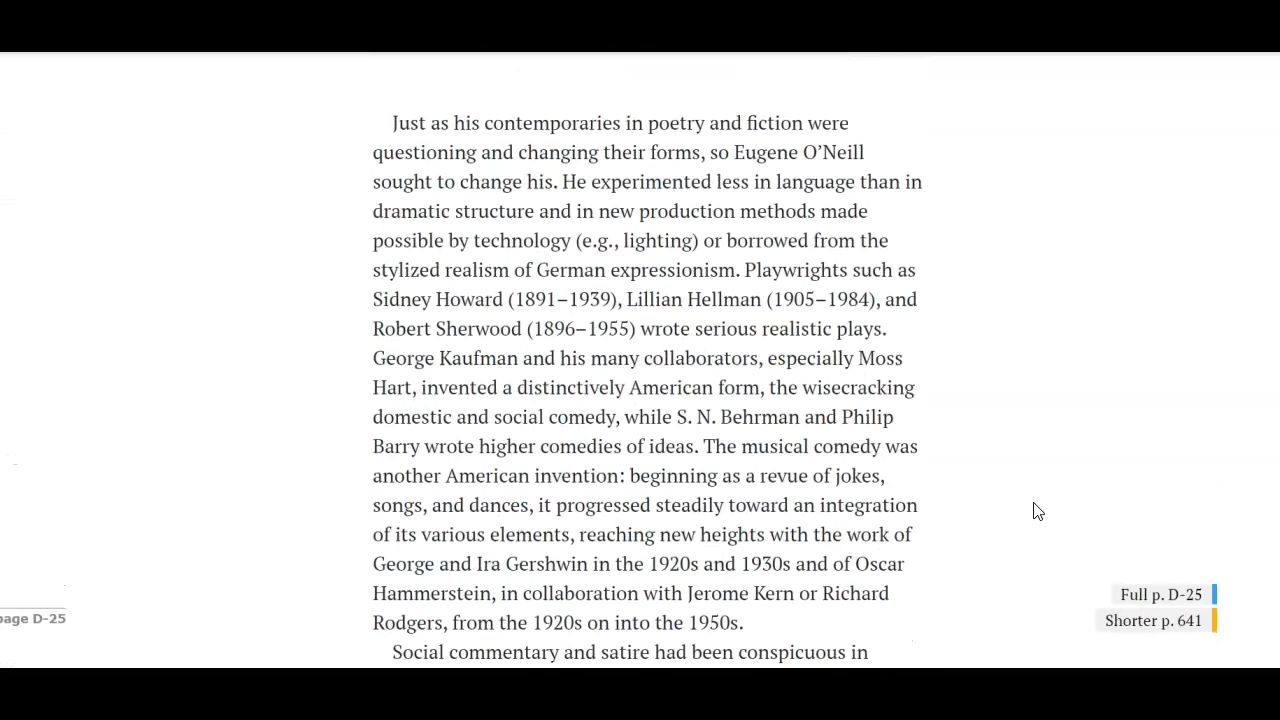 Just as his contemporaries in poetry and fiction were
questioning and changing their forms, so Eugene O’Neill
sought to change his. He experimented less in language than in
dramatic structure and in new production methods made
possible by technology (e.g., lighting) or borrowed from the
stylized realism of German expressionism. Playwrights such as
Sidney Howard (1891–1939), Lillian Hellman (1905–1984), and
Robert Sherwood (1896–1955) wrote serious realistic plays.
George Kaufman and his many collaborators, especially Moss
Hart, invented a distinctively American form, the wisecracking
domestic and social comedy, while S. N. Behrman and Philip
Barry wrote higher comedies of ideas. The musical comedy was
another American invention: beginning as a revue of jokes,
songs, and dances, it progressed steadily toward an integration
of its various elements, reaching new heights with the work of
George and Ira Gershwin in the 1920s and 1930s and of Oscar
Hammerstein, in collaboration with Jerome Kern or Richard
Rodgers, from the 1920s on into the 1950s.
Social commentary and satire had been conspicuous in
Full p. D-25
Shorter p. 641
page D-25